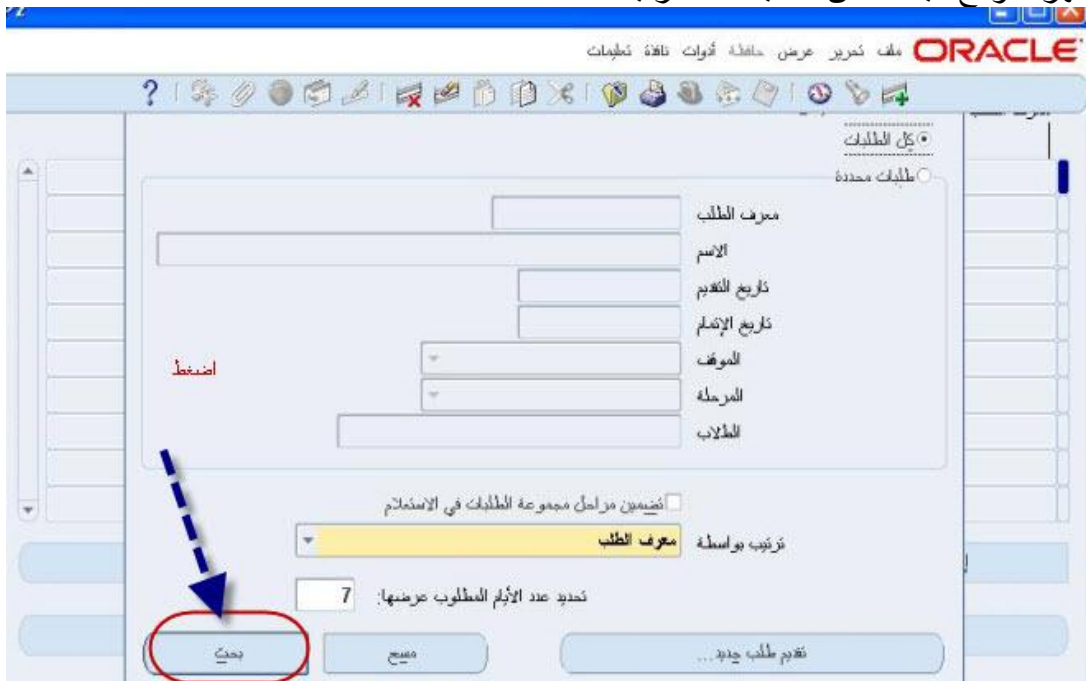 ORACLE
ملف تحرير عرض حافظة أدوات نافذة تعليمات
كل الطلبات
طلبات محددة
معرف الطلب
الاسم
تاريخ التقديم
تاريخ الإتمام
الموقف
المرحلة
الطلاب
اضغط
تضمين مراحل مجموعة الطلبات في الاستعلام
ترتيب بواسطة معرف الطلب
تحديد عدد الأيام المطلوب عرضها: 7
تقديم طلب جديد... مسح بحث